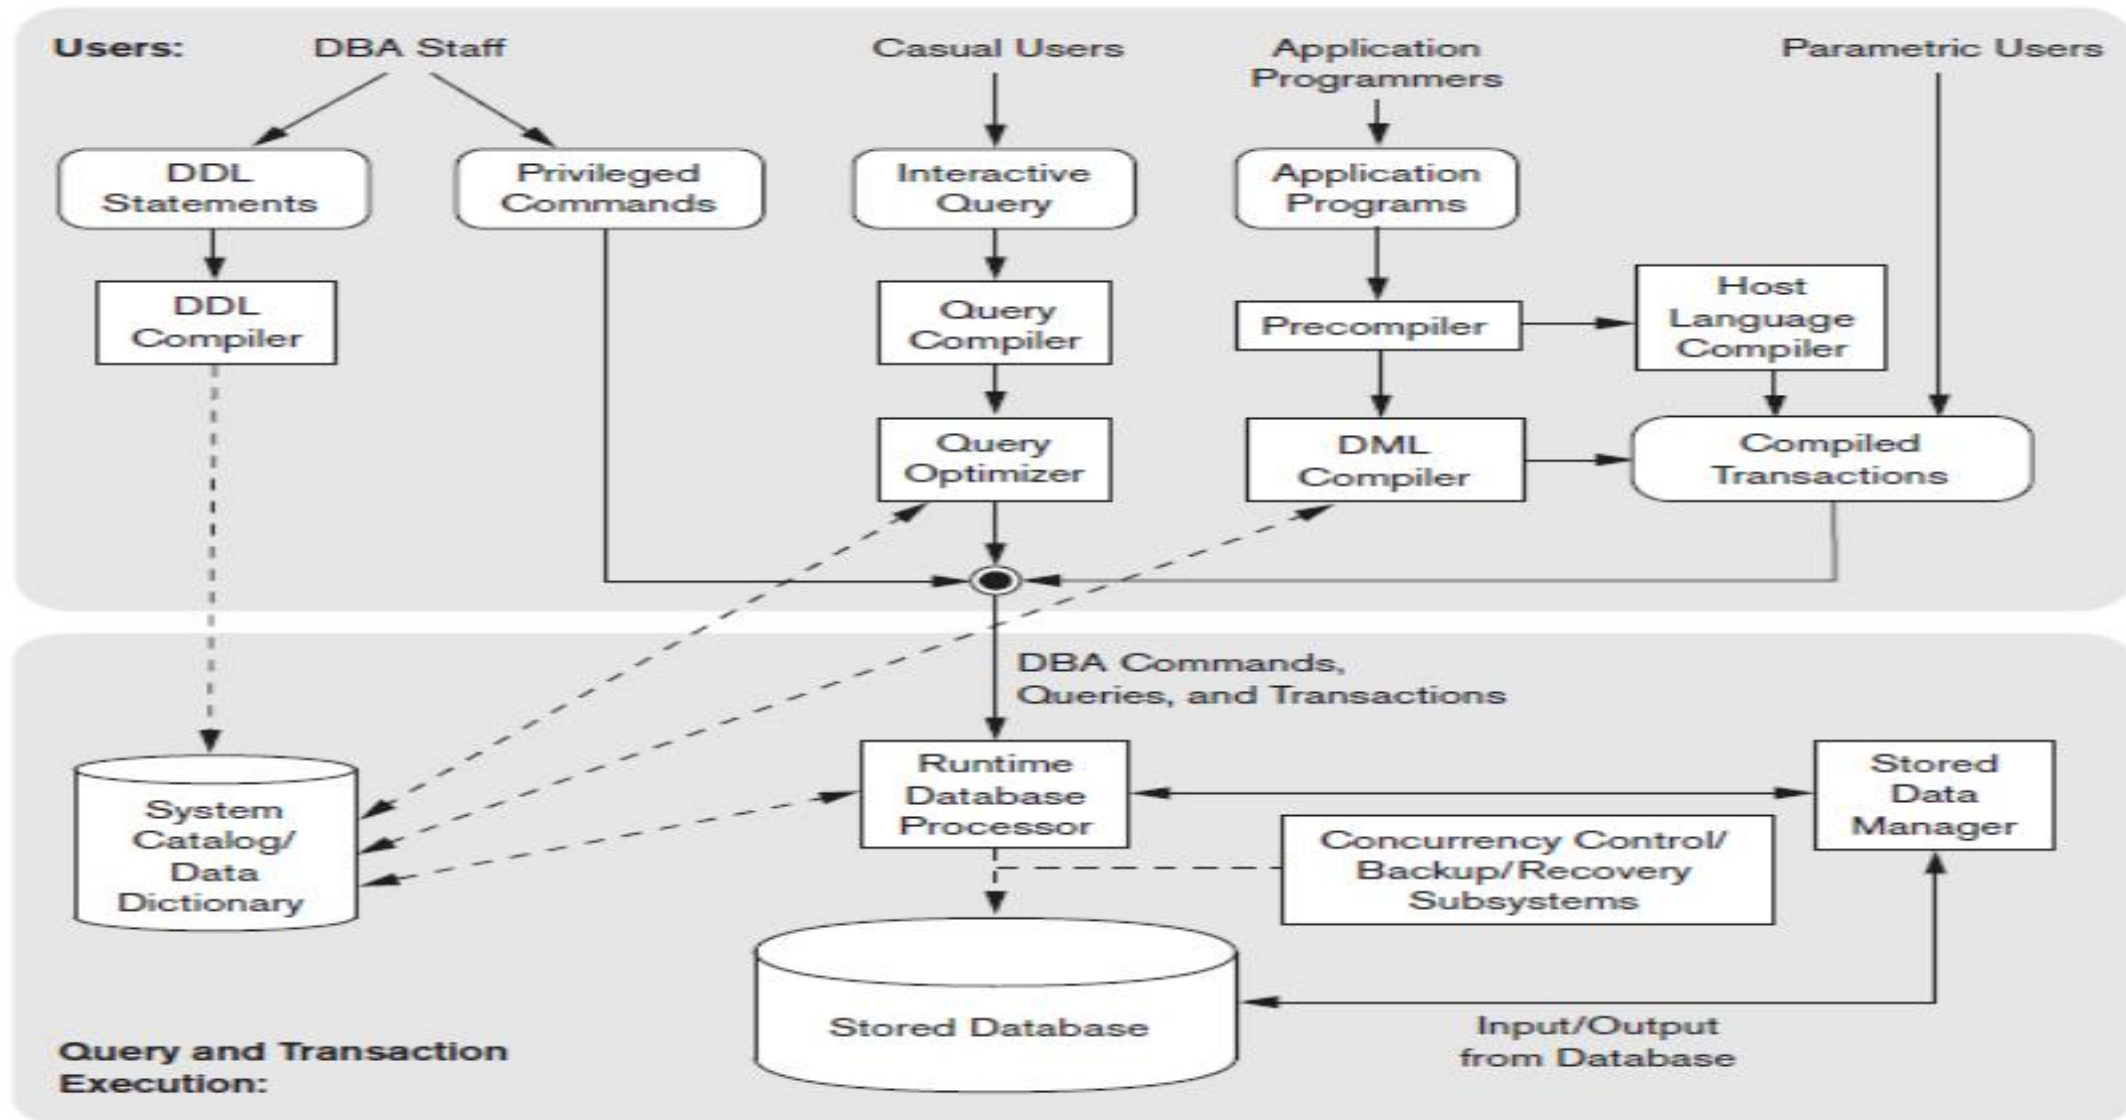 Users:
DBA Staff
Casual Users
Application
Programmers
Parametric Users
DDL
Statements
Privileged
Commands
Interactive
Query
Application
Programs
DDL
Compiler
Query
Compiler
Precompiler
Host
Language
Compiler
Query
Optimizer
DML
Compiler
Compiled
Transactions
DBA Commands,
Queries, and Transactions
System
Catalog/
Data
Dictionary
Runtime
Database
Processor
Stored
Data
Manager
Concurrency Control/
Backup/Recovery
Subsystems
Stored Database
Input/Output
from Database
Query and Transaction
Execution: